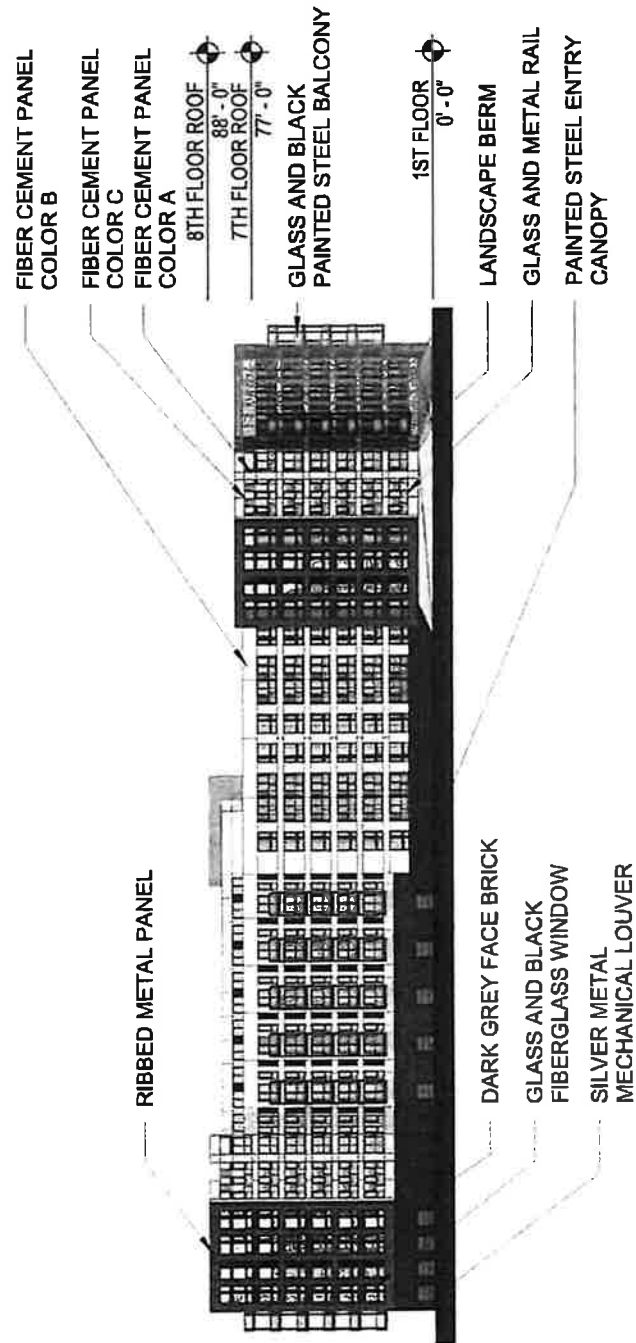 FIBER CEMENT PANEL
COLOR B
FIBER CEMENT PANEL
COLOR C
FIBER CEMENT PANEL
COLOR A
8TH FLOOR ROOF
88' - 0"
7TH FLOOR ROOF
77' - 0"
GLASS AND BLACK
PAINTED STEEL BALCONY
1ST FLOOR
0' - 0"
LANDSCAPE BERM
GLASS AND METAL RAIL
PAINTED STEEL ENTRY
CANOPY
RIBBED METAL PANEL
DARK GREY FACE BRICK
GLASS AND BLACK
FIBERGLASS WINDOW
SILVER METAL
MECHANICAL LOUVER